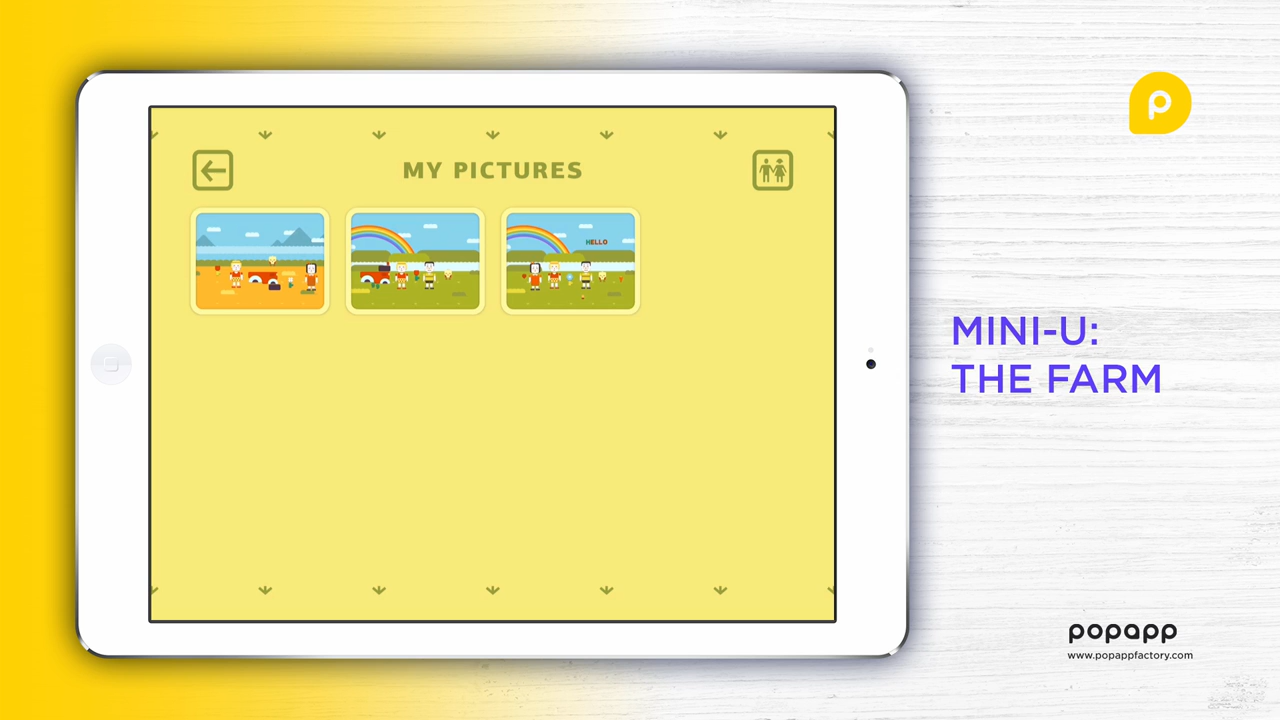 MY PICTURES
HELLO
MINI-U:
THE FARM
popapp
www.popappfactory.com